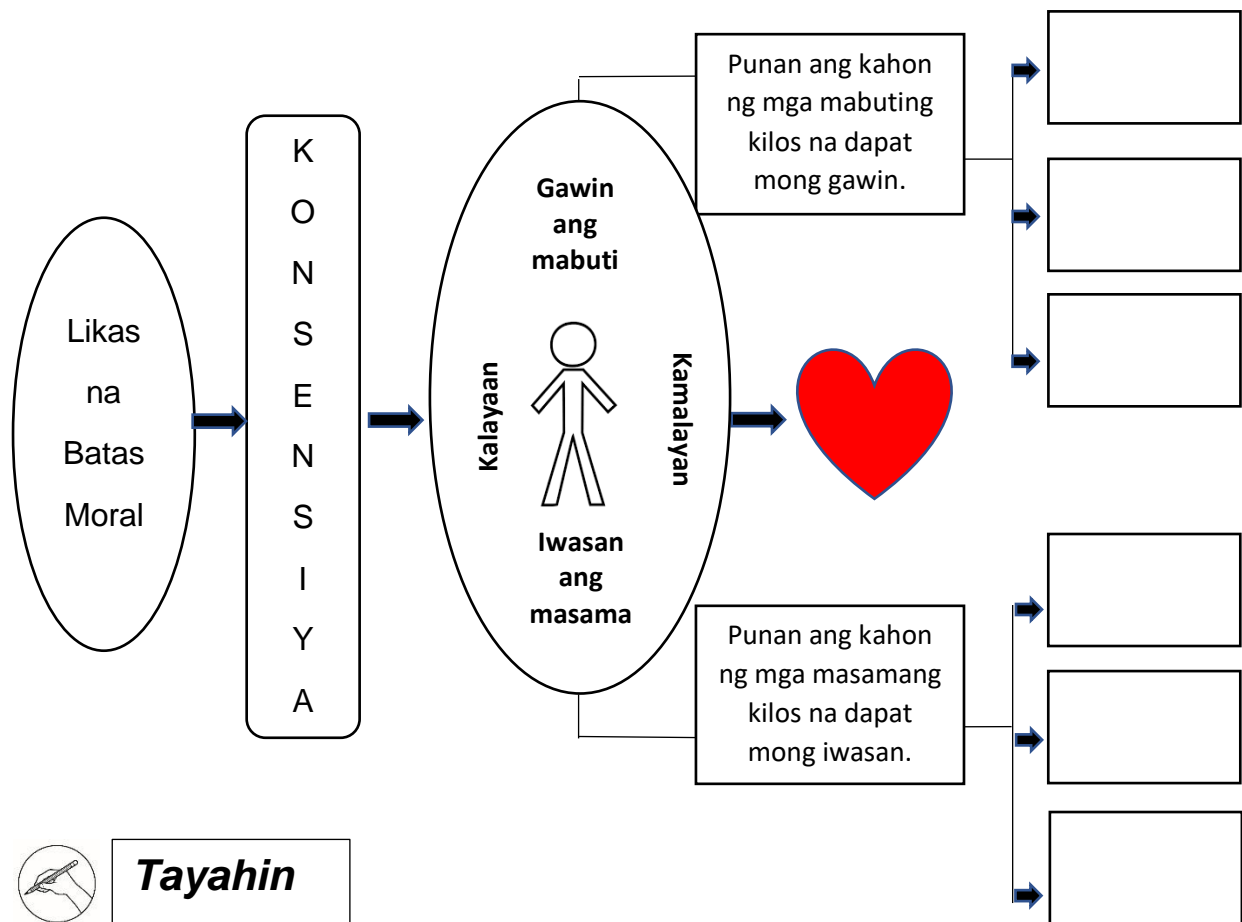 Likas
na
Batas
Moral
K
O
N
S
E
N
S
I
Y
A
Gawin
ang
mabuti
Kalayaan
Kamalayan
Iwasan
ang
masama
Punan ang kahon
ng mga mabuting
kilos na dapat
mong gawin.
Punan ang kahon
ng mga masamang
kilos na dapat
mong iwasan.
Tayahin